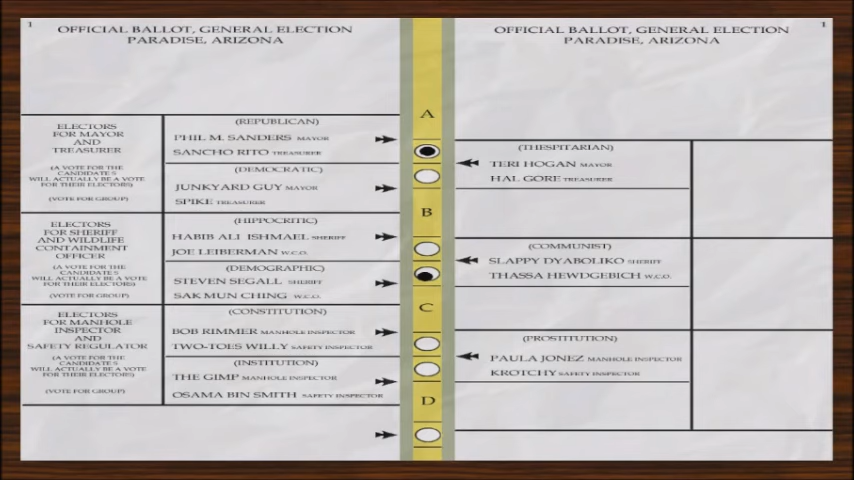 1
OFFICIAL BALLOT, GENERAL ELECTION
PARADISE, ARIZONA
ELECTORS
FOR MAYOR
AND
TREASURER
(A VOTE FOR THE
CANDIDATE S
WILL ACTUALLY BE A VOTE
FOR THEIR ELECTORS)
(VOTE FOR GROUP)
(REPUBLICAN)
PHIL M. SANDERS MAYOR
SANCHO RITO TREASURER
(DEMOCRATIC)
JUNKYARD GUY MAYOR
SPIKE TREASURER
ELECTORS
FOR SHERIFF
AND WILDLIFE
CONTAINMENT
OFFICER
(A VOTE FOR THE
CANDIDATE S
WILL ACTUALLY BE A VOTE
FOR THEIR ELECTORS)
(VOTE FOR GROUP)
(HIPPOCRITIC)
HABIB ALI ISHMAEL SHERIFF
JOE LEIBERMAN W.C.O.
(DEMOGRAPHIC)
STEVEN SEGALL SHERIFF
SAK MUN CHING W.C.O.
ELECTORS
FOR MANHOLE
INSPECTOR
AND
SAFETY REGULATOR
(A VOTE FOR THE
CANDIDATE S
WILL ACTUALLY BE A VOTE
FOR THEIR ELECTORS)
(VOTE FOR GROUP)
(CONSTITUTION)
BOB RIMMER MANHOLE INSPECTOR
TWO-TOES WILLY SAFETY INSPECTOR
(INSTITUTION)
THE GIMP MANHOLE INSPECTOR
OSAMA BIN SMITH SAFETY INSPECTOR
A
B
C
D
1
OFFICIAL BALLOT, GENERAL ELECTION
PARADISE, ARIZONA
(THESPITARIAN)
TERI HOGAN MAYOR
HAL GORE TREASURER
(COMMUNIST)
SLAPPY DYABOLIKO SHERIFF
THASSA HEWDGEBICH W.C.O.
(PROSTITUTION)
PAULA JONEZ MANHOLE INSPECTOR
KROTCHY SAFETY INSPECTOR